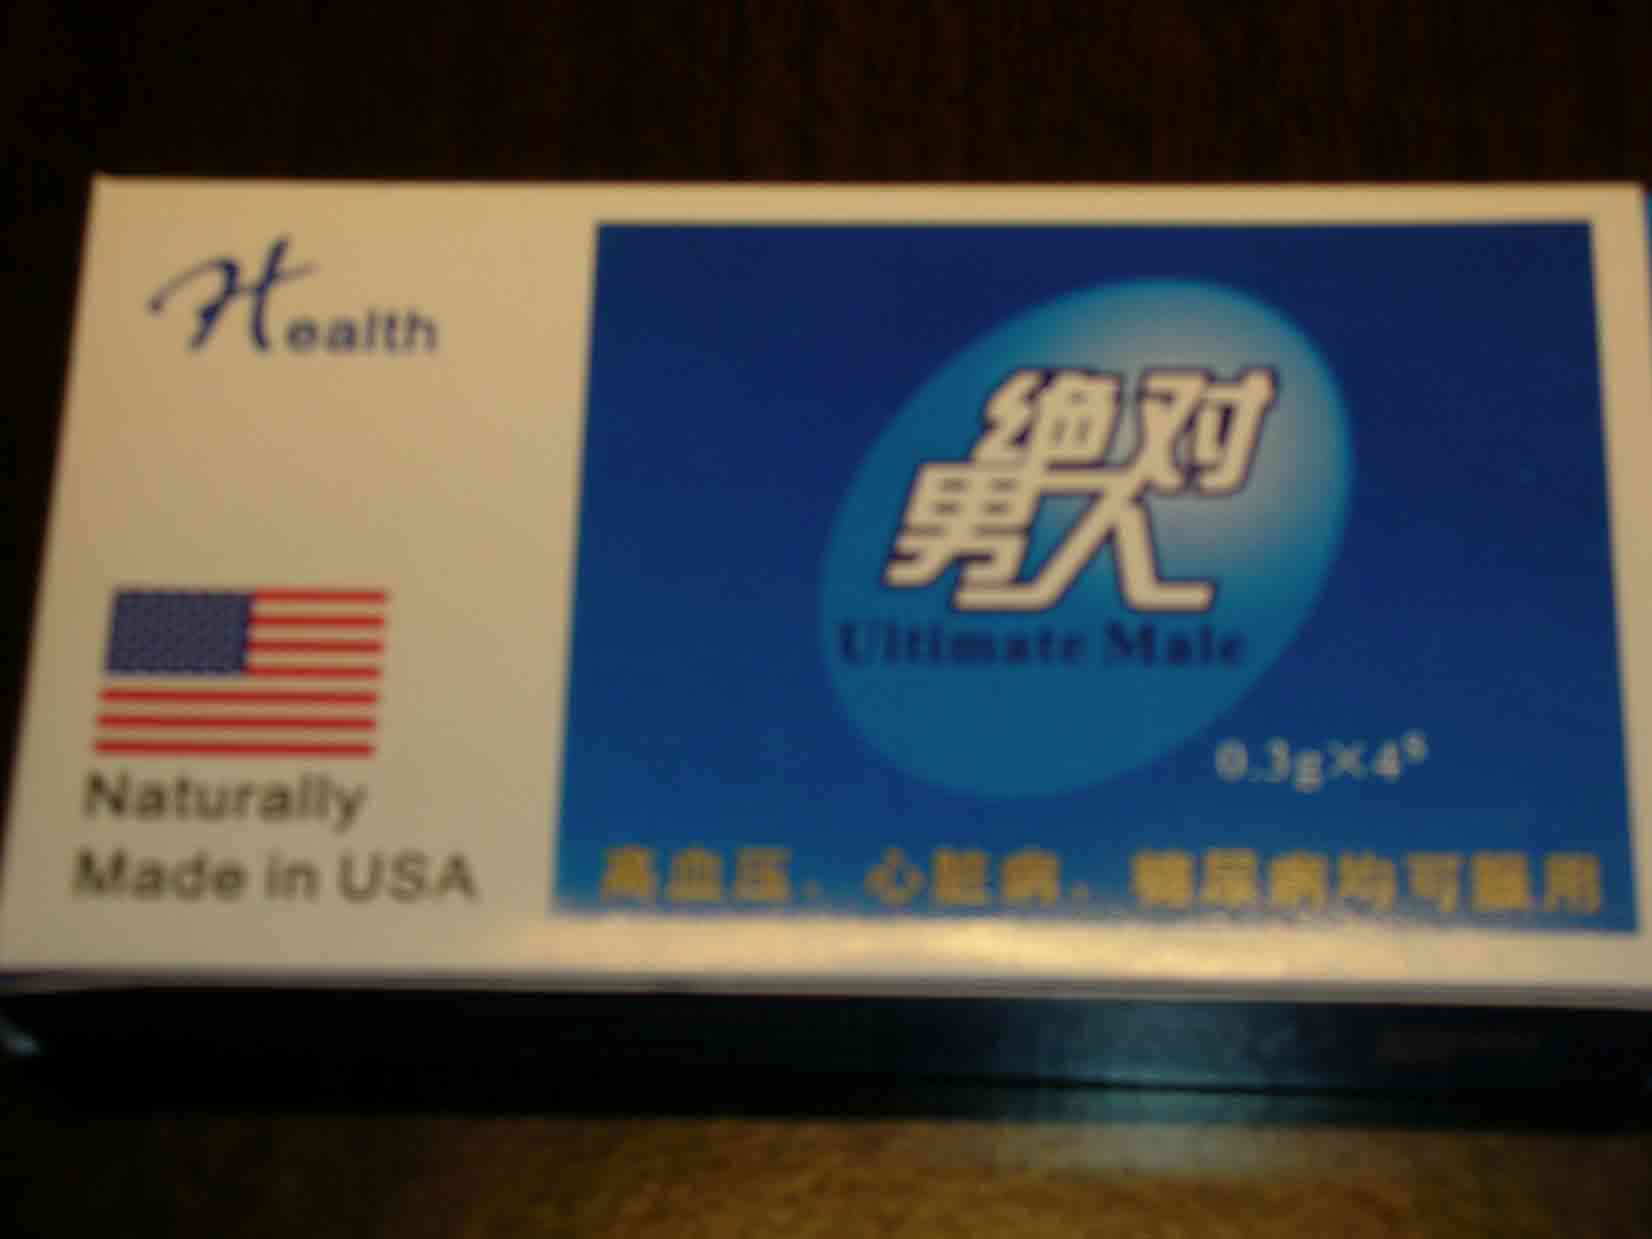 Health
绝对
男人
Ultimate Male
0.3g×4s
高血压、心脏病、糖尿病均可服用
Naturally
Made in USA